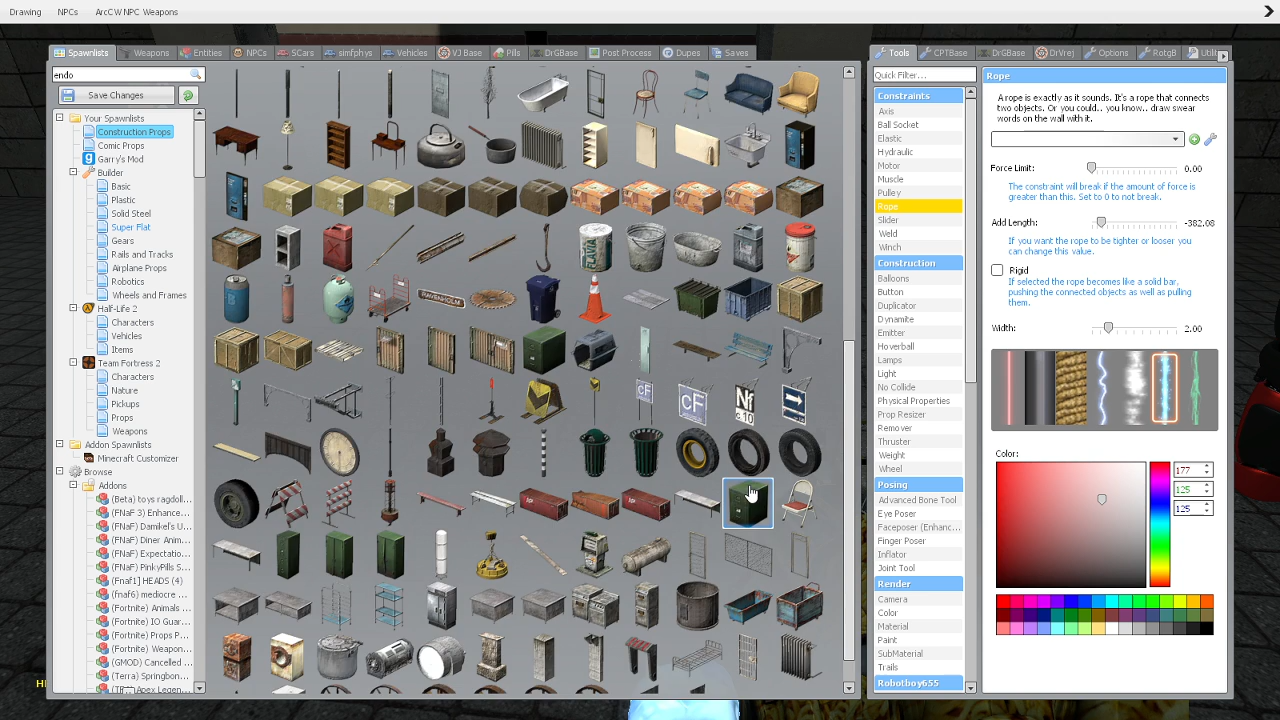 Drawing NPCs ArcCW NPC Weapons
Spawnlists Weapons Entities NPCs SCars simfphys Vehicles VJ Base Pills DrGBase Post Process Dupes Saves
endo
Save Changes
Your Spawnlists
Construction Props
Comic Props
Garry's Mod
Builder
Basic
Plastic
Solid Steel
Super Flat
Gears
Rails and Tracks
Airplane Props
Robotics
Wheels and Frames
Half-Life 2
Characters
Vehicles
Items
Team Fortress 2
Characters
Nature
Pickups
Props
Weapons
Addon Spawnlists
Minecraft Customizer
Browse
Addons
(Beta) toys ragdoll...
(FNaF 3) Enhance...
(FNaF) Damikel's U...
(FNaF) Diner Anim...
(FNaF) Expectatio...
(FNaF) PinkyPills S...
(Fnaf1) HEADS (4)
(fnaf6) mediocre ...
(Fortnite) Animals ...
(Fortnite) IO Guar...
(Fortnite) Props P...
(Fortnite) Weapon...
(GMOD) Cancelled ...
(Terra) Springbon...
RAVENHOLM
cF
cF
Nf
c 10
Tools CPTBase DrGBase DrVrej Options RotgB Utilit
Quick Filter...
Constraints
Axis
Ball Socket
Elastic
Hydraulic
Motor
Muscle
Pulley
Rope
Slider
Weld
Winch
Construction
Balloons
Button
Duplicator
Dynamite
Emitter
Hoverball
Lamps
Light
No Collide
Physical Properties
Prop Resizer
Remover
Thruster
Weight
Wheel
Posing
Advanced Bone Tool
Eye Poser
Faceposer (Enhanc...
Finger Poser
Inflator
Joint Tool
Render
Camera
Color
Material
Paint
SubMaterial
Trails
Robotboy655
Rope
A rope is exactly as it sounds. It's a rope that connects
two objects. Or you could.. you know.. draw swear
words on the wall with it.
Force Limit: 0.00
The constraint will break if the amount of force is
greater than this. Set to 0 to not break.
Add Length: -382.08
If you want the rope to be tighter or looser you
can change this value.
Rigid
If selected the rope becomes like a solid bar,
pushing the connected objects as well as pulling
them.
Width: 2.00
Color:
177
125
125